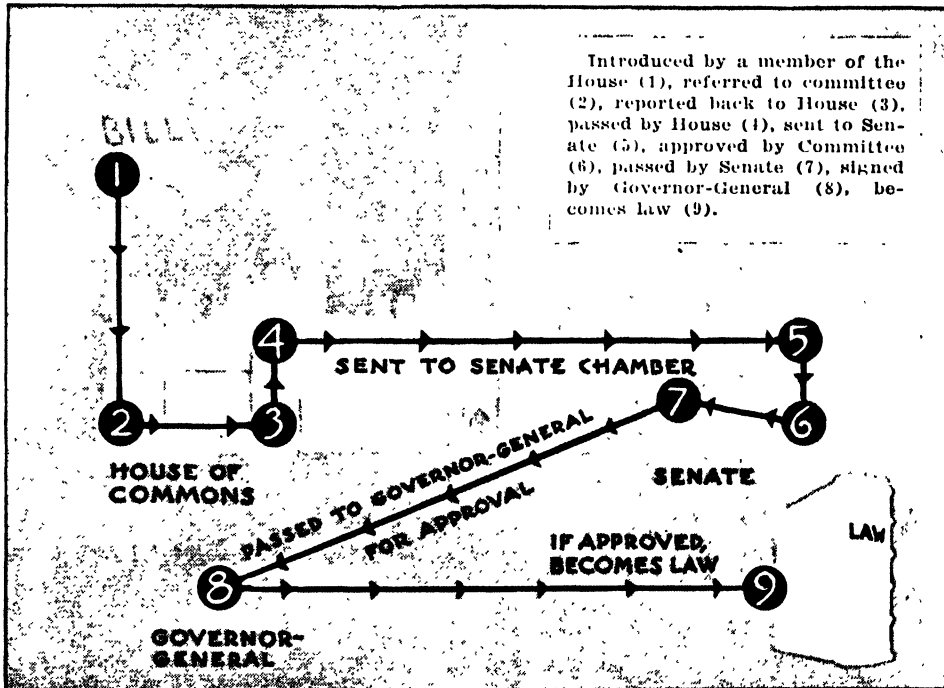 Introduced by a member of the
House (1), referred to committee
(2), reported back to House (3),
passed by House (4), sent to Sen-
ate (5), approved by Committee
(6), passed by Senate (7), signed
by Governor-General (8), be-
comes law (9).
BILL
1
4
5
SENT TO SENATE CHAMBER
7
2
3
6
HOUSE OF
COMMONS
SENATE
PASSED TO GOVERNOR-GENERAL
FOR APPROVAL
LAW
IF APPROVED,
BECOMES LAW
8
9
GOVERNOR-
GENERAL